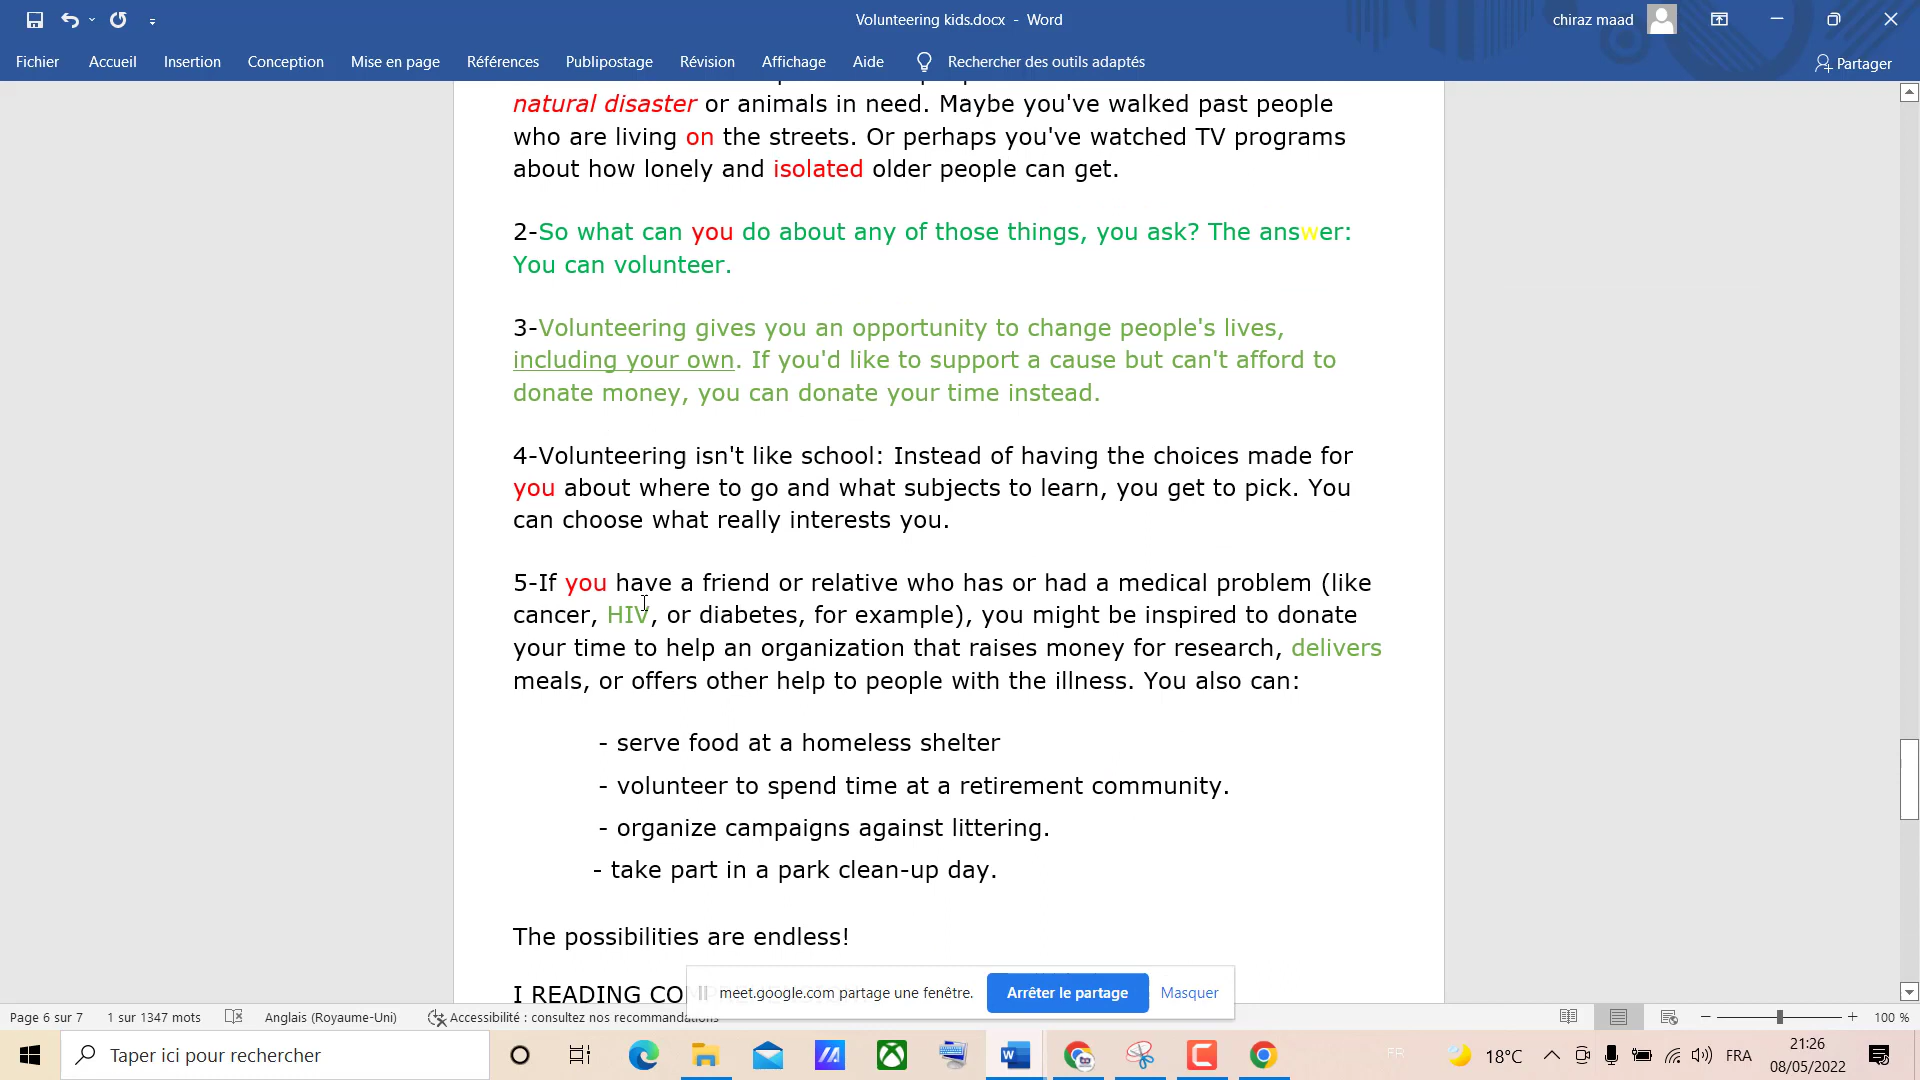 Volunteering kids.docx - Word
chiraz maad
Fichier Accueil Insertion Conception Mise en page Références Publipostage Révision Affichage Aide Rechercher des outils adaptés Partager
natural disaster or animals in need. Maybe you've walked past people
who are living on the streets. Or perhaps you've watched TV programs
about how lonely and isolated older people can get.
2-So what can you do about any of those things, you ask? The answer:
You can volunteer.
3-Volunteering gives you an opportunity to change people's lives,
including your own. If you'd like to support a cause but can't afford to
donate money, you can donate your time instead.
4-Volunteering isn't like school: Instead of having the choices made for
you about where to go and what subjects to learn, you get to pick. You
can choose what really interests you.
5-If you have a friend or relative who has or had a medical problem (like
cancer, HIV, or diabetes, for example), you might be inspired to donate
your time to help an organization that raises money for research, delivers
meals, or offers other help to people with the illness. You also can:
- serve food at a homeless shelter
- volunteer to spend time at a retirement community.
- organize campaigns against littering.
- take part in a park clean-up day.
The possibilities are endless!
I READING CO
meet.google.com partage une fenêtre. Arrêter le partage Masquer
Page 6 sur 7 1 sur 1347 mots Anglais (Royaume-Uni) Accessibilité : consultez nos recommandations 100 %
Taper ici pour rechercher
FR 18°C FRA
21:26
08/05/2022